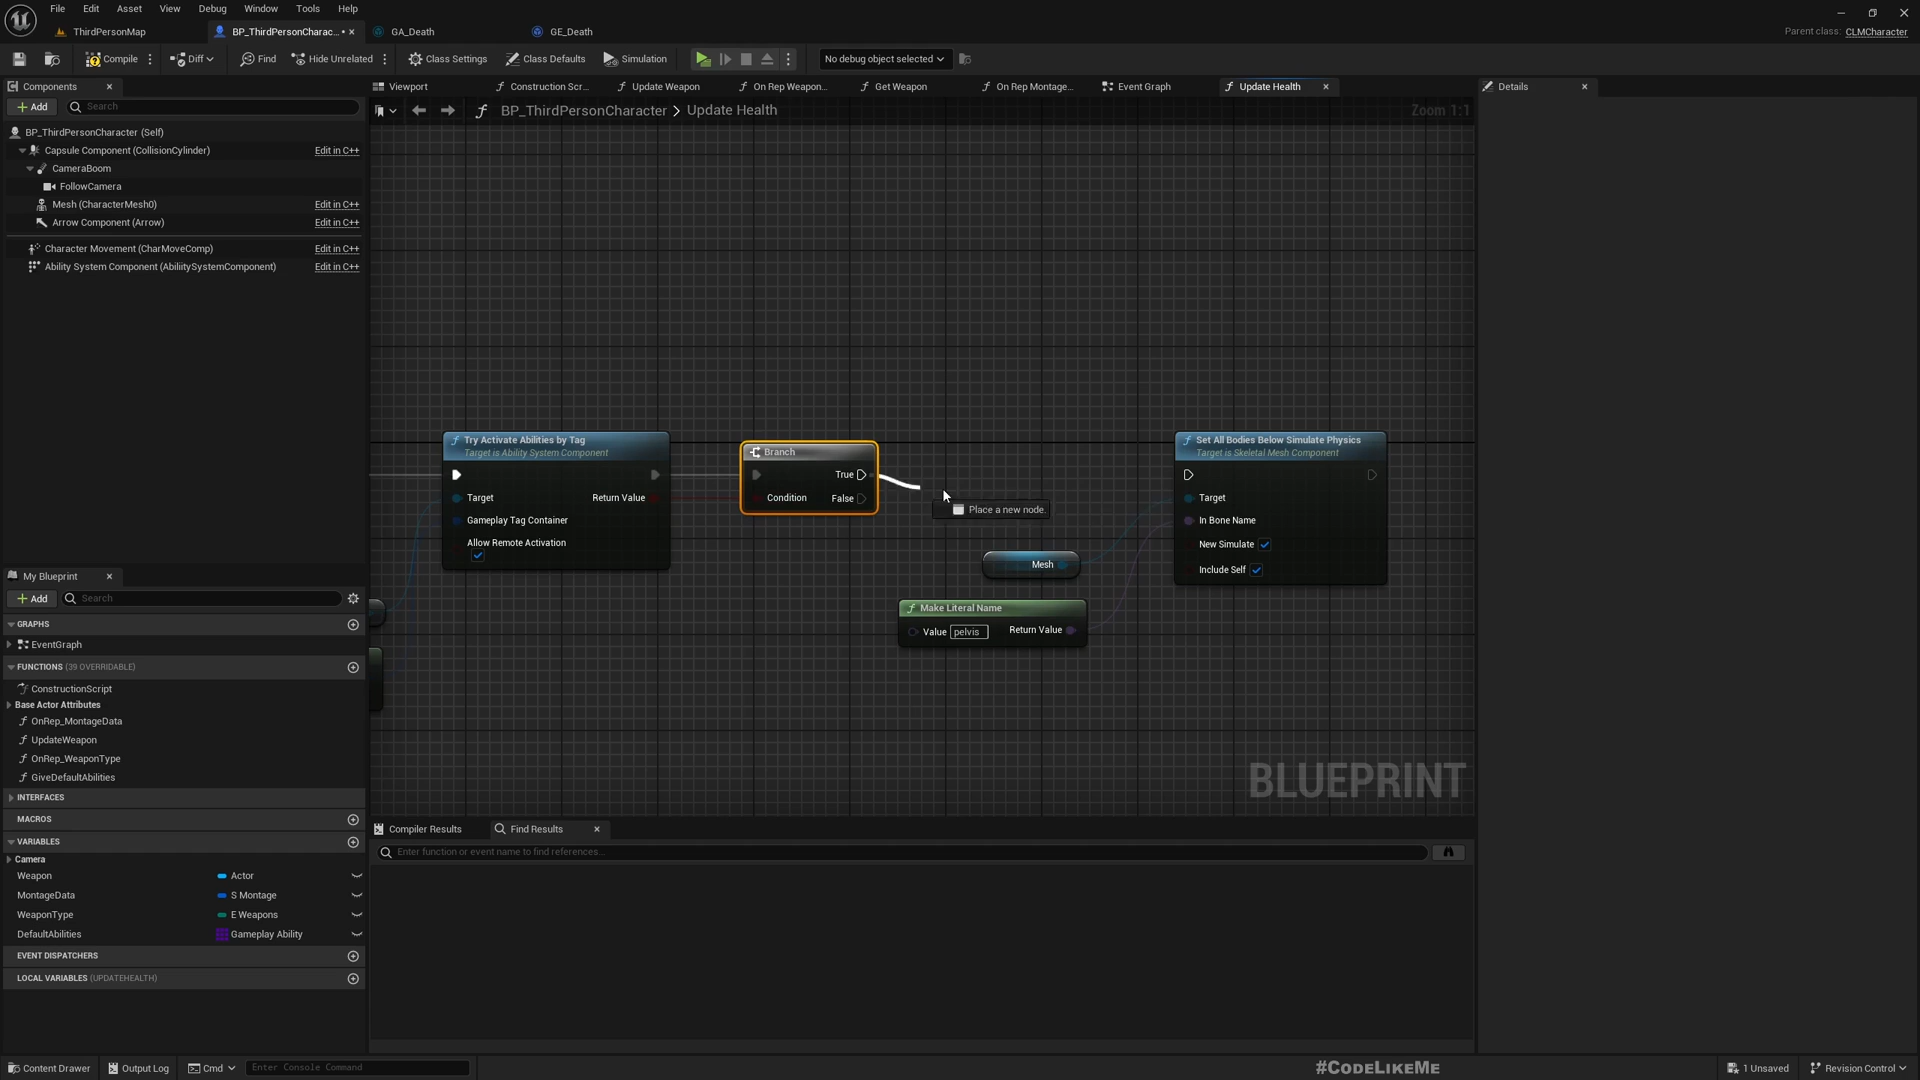 File Edit Asset View Debug Window Tools Help
ThirdPersonMap
BP_ThirdPersonCharac... •
GA_Death
GE_Death
Parent class: CLMCharacter
Compile
Diff
Find
Hide Unrelated
Class Settings
Class Defaults
Simulation
No debug object selected
Components
Add
Search
BP_ThirdPersonCharacter (Self)
Capsule Component (CollisionCylinder) Edit in C++
CameraBoom
FollowCamera
Mesh (CharacterMesh0) Edit in C++
Arrow Component (Arrow) Edit in C++
Character Movement (CharMoveComp) Edit in C++
Ability System Component (AbilitySystemComponent) Edit in C++
Viewport
Construction Scr...
Update Weapon
On Rep Weapon...
Get Weapon
On Rep Montage...
Event Graph
Update Health
Details
BP_ThirdPersonCharacter > Update Health
Zoom 1:1
Try Activate Abilities by Tag
Target is Ability System Component
Target
Return Value
Gameplay Tag Container
Allow Remote Activation
Branch
True
Condition
False
Place a new node.
Mesh
Make Literal Name
Value pelvis
Return Value
Set All Bodies Below Simulate Physics
Target is Skeletal Mesh Component
Target
In Bone Name
New Simulate
Include Self
BLUEPRINT
My Blueprint
Add
Search
GRAPHS
EventGraph
FUNCTIONS (39 OVERRIDABLE)
ConstructionScript
Base Actor Attributes
OnRep_MontageData
UpdateWeapon
OnRep_WeaponType
GiveDefaultAbilities
INTERFACES
MACROS
VARIABLES
Camera
Weapon Actor
MontageData S Montage
WeaponType E Weapons
DefaultAbilities Gameplay Ability
EVENT DISPATCHERS
LOCAL VARIABLES (UPDATEHEALTH)
Compiler Results
Find Results
Enter function or event name to find references...
Content Drawer
Output Log
Cmd
Enter Console Command
#CODELIKEME
1 Unsaved
Revision Control